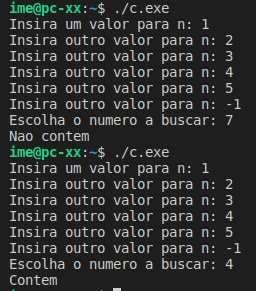 ime@pc-xx:~$ ./c.exe
Insira um valor para n: 1
Insira outro valor para n: 2
Insira outro valor para n: 3
Insira outro valor para n: 4
Insira outro valor para n: 5
Insira outro valor para n: -1
Escolha o numero a buscar: 7
Nao contem
ime@pc-xx:~$ ./c.exe
Insira um valor para n: 1
Insira outro valor para n: 2
Insira outro valor para n: 3
Insira outro valor para n: 4
Insira outro valor para n: 5
Insira outro valor para n: -1
Escolha o numero a buscar: 4
Contem